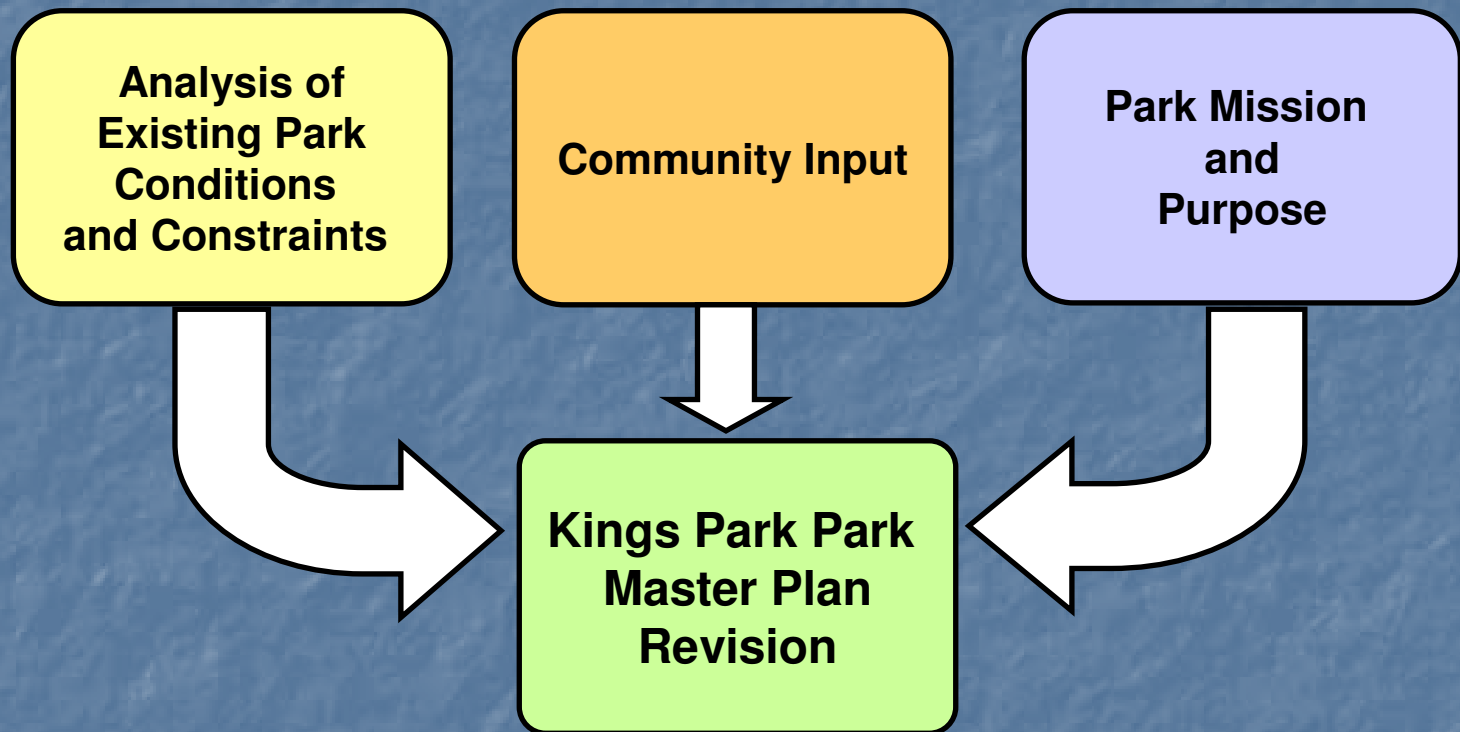 Analysis of
Existing Park
Conditions
and Constraints
Community Input
Park Mission
and
Purpose
Kings Park Park
Master Plan
Revision